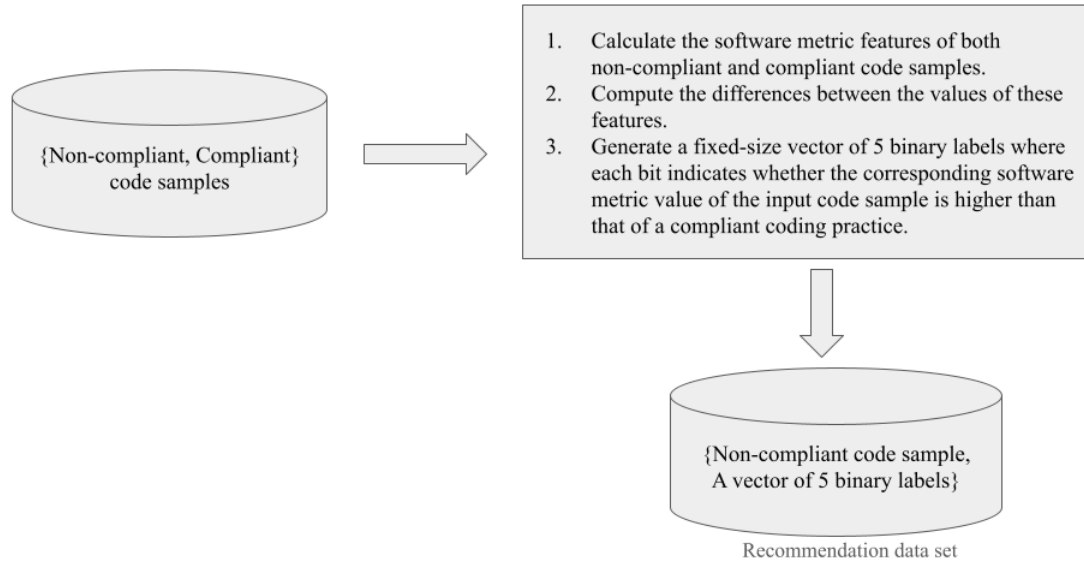 {Non-compliant, Compliant}
code samples
1. Calculate the software metric features of both
non-compliant and compliant code samples.
2. Compute the differences between the values of these
features.
3. Generate a fixed-size vector of 5 binary labels where
each bit indicates whether the corresponding software
metric value of the input code sample is higher than
that of a compliant coding practice.
{Non-compliant code sample,
A vector of 5 binary labels}
Recommendation data set